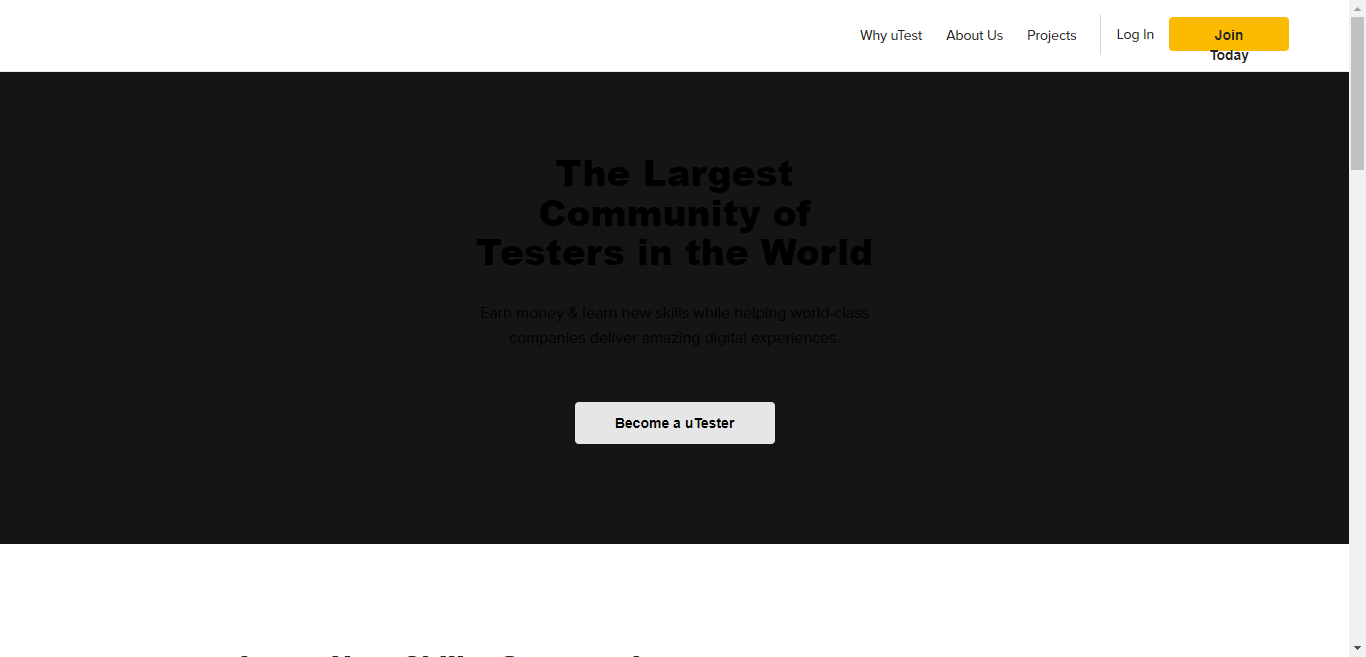 Why uTest About Us Projects Log In Join
Today
The Largest
Community of
Testers in the World
Earn money & learn new skills while helping world-class
companies deliver amazing digital experiences.
Become a uTester